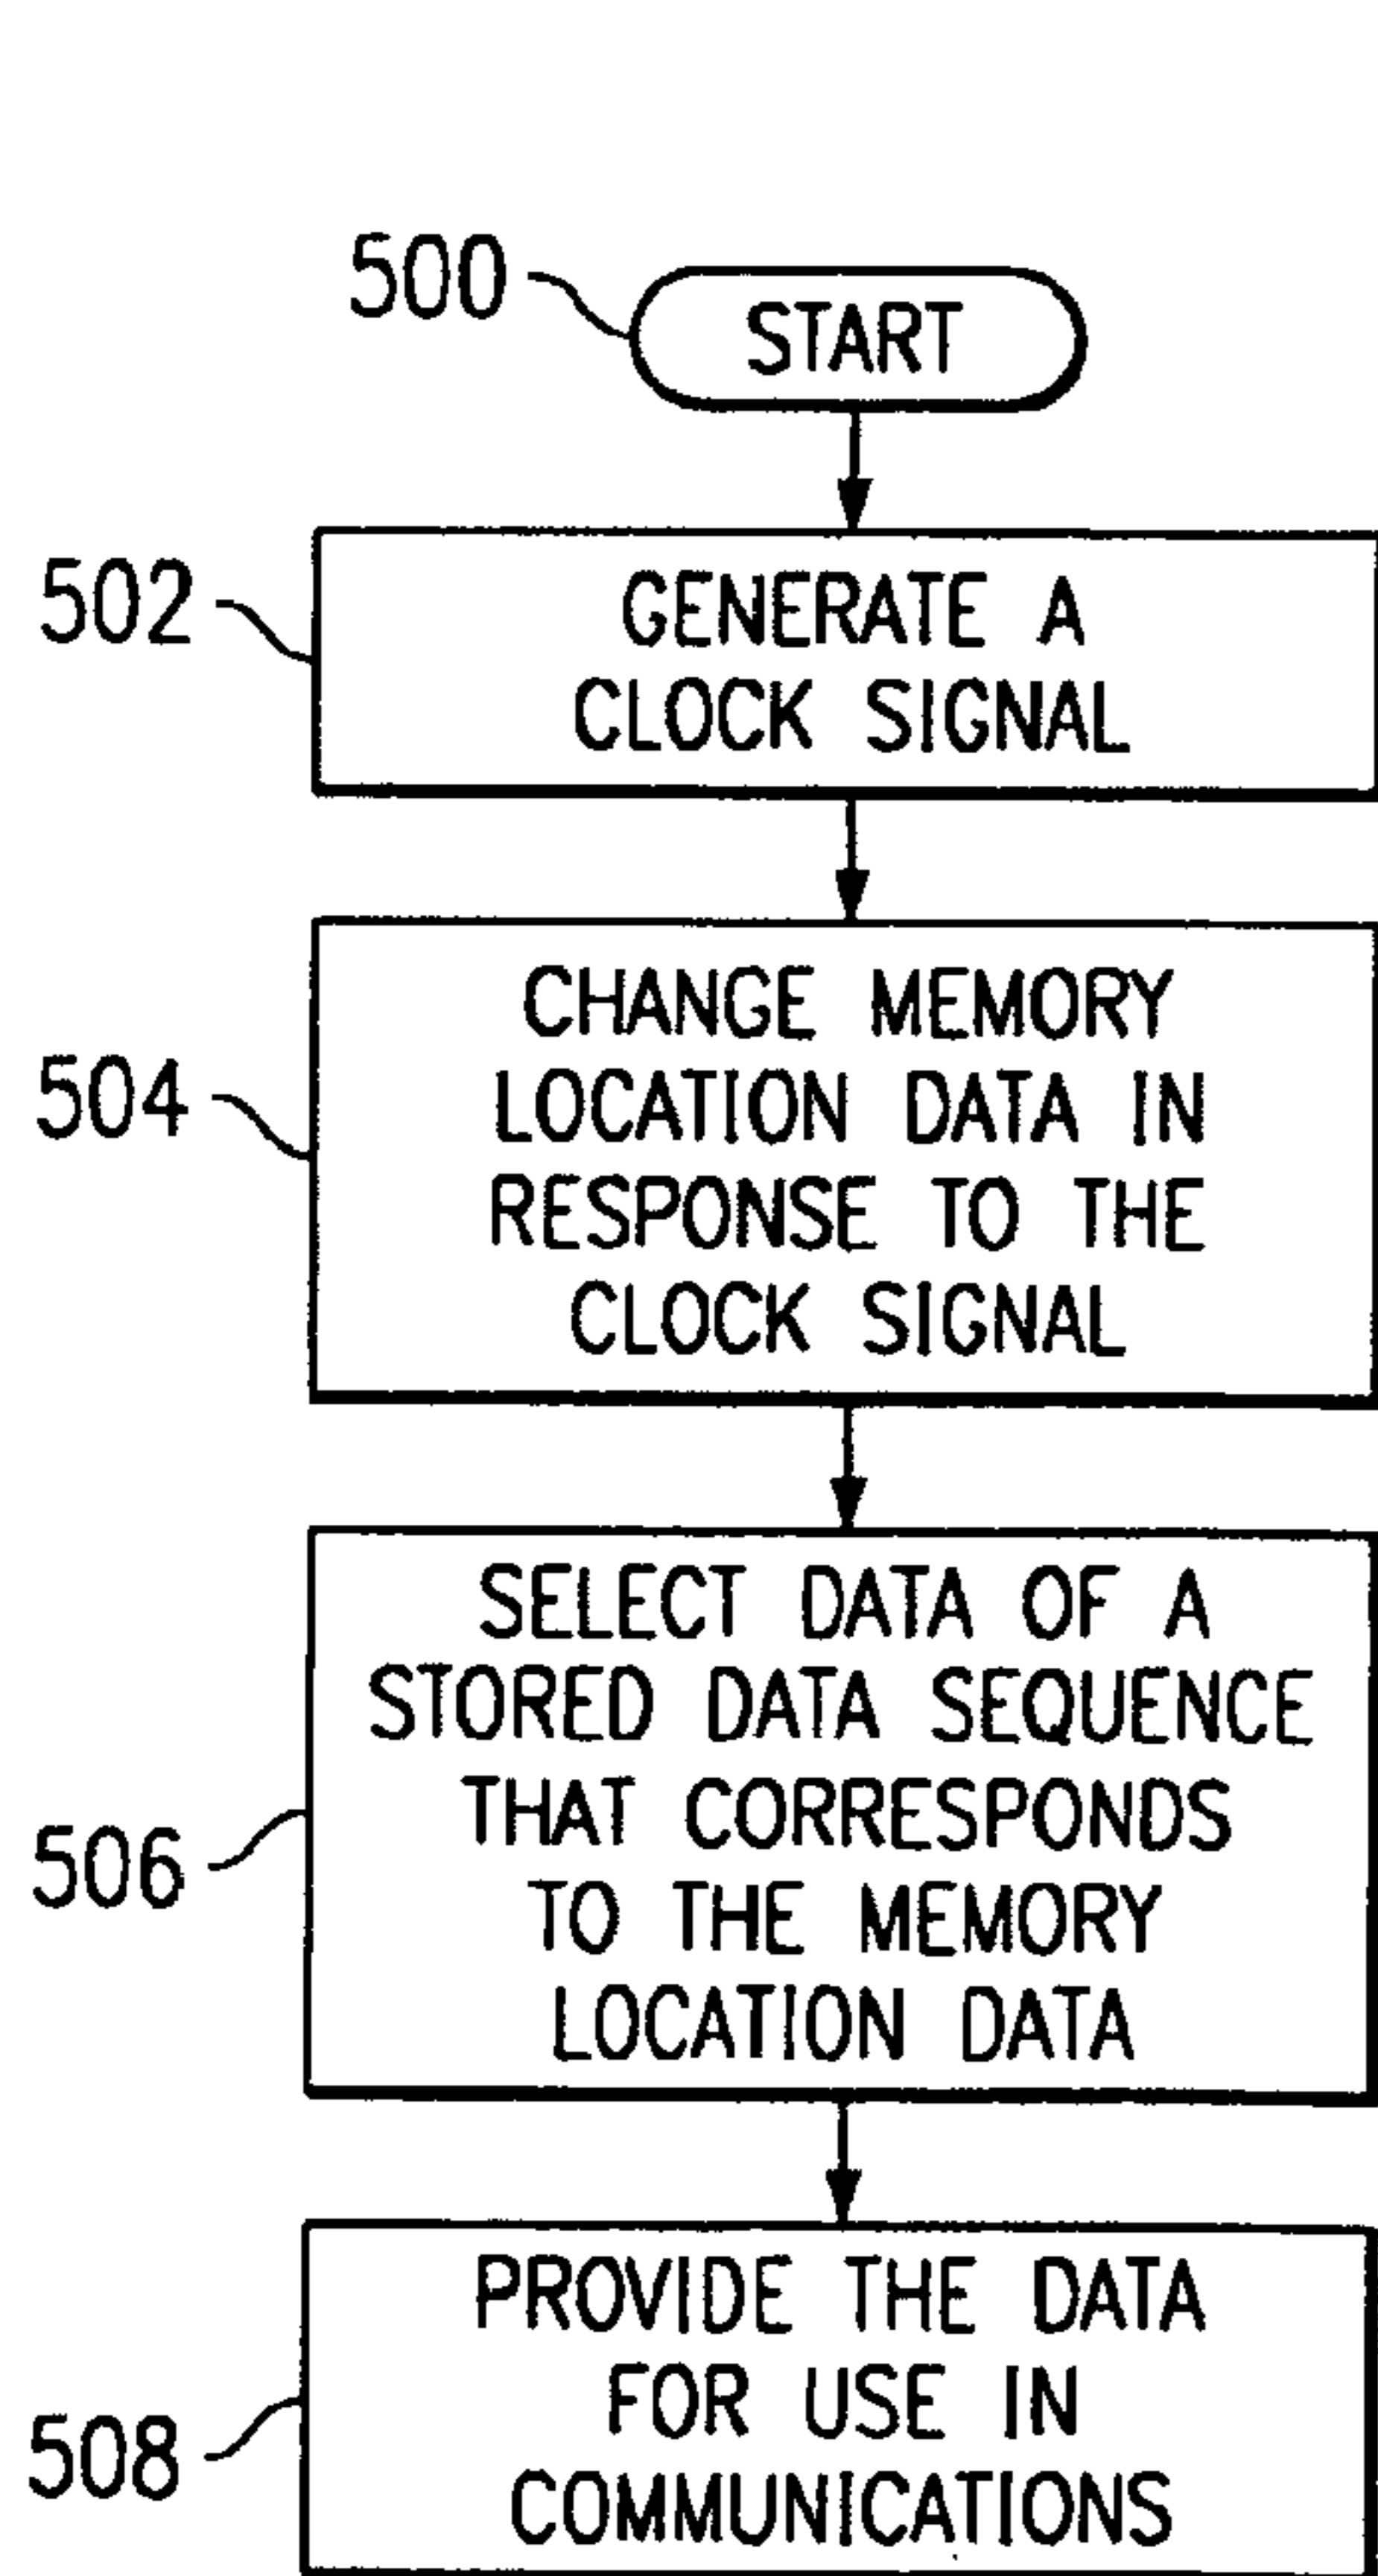 500
START
502
GENERATE A
CLOCK SIGNAL
504
CHANGE MEMORY
LOCATION DATA IN
RESPONSE TO THE
CLOCK SIGNAL
506
SELECT DATA OF A
STORED DATA SEQUENCE
THAT CORRESPONDS
TO THE MEMORY
LOCATION DATA
508
PROVIDE THE DATA
FOR USE IN
COMMUNICATIONS